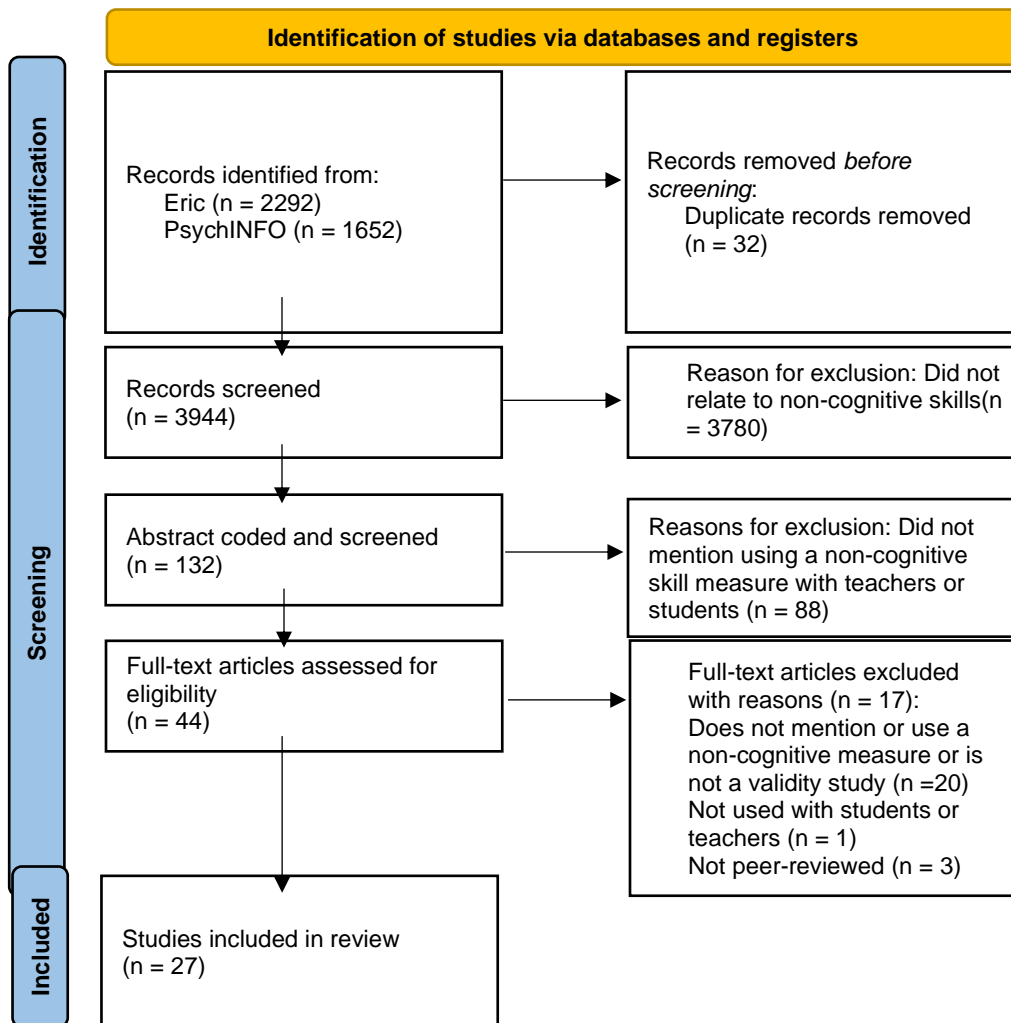 Identification of studies via databases and registers
Identification
Records identified from:
Eric (n = 2292)
PsychINFO (n = 1652)
Records removed before
screening:
Duplicate records removed
(n = 32)
Screening
Records screened
(n = 3944)
Reason for exclusion: Did not
relate to non-cognitive skills(n
= 3780)
Abstract coded and screened
(n = 132)
Reasons for exclusion: Did not
mention using a non-cognitive
skill measure with teachers or
students (n = 88)
Full-text articles assessed for
eligibility
(n = 44)
Full-text articles excluded
with reasons (n = 17):
Does not mention or use a
non-cognitive measure or is
not a validity study (n =20)
Not used with students or
teachers (n = 1)
Not peer-reviewed (n = 3)
Included
Studies included in review
(n = 27)